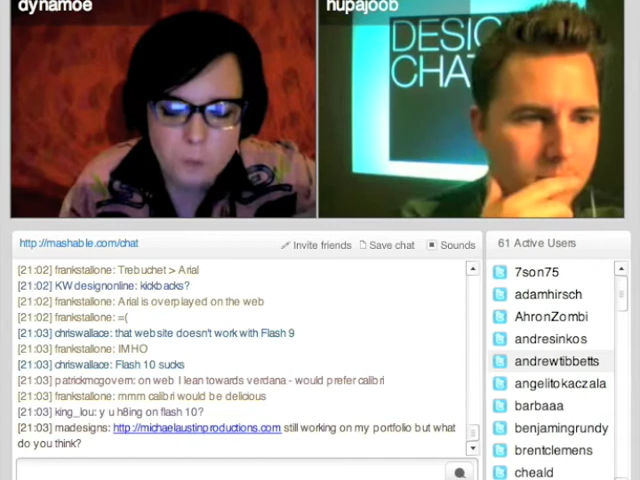 dynamoe
hupajoob
DESIG
CHA
http://mashable.com/chat
Invite friends
Save chat
Sounds
61 Active Users
[21:02] frankstallone: Trebuchet > Arial
[21:02] KW designonline: kickbacks?
[21:02] frankstallone: Arial is overplayed on the web
[21:02] frankstallone: =(
[21:03] chriswallace: that website doesn't work with Flash 9
[21:03] frankstallone: IMHO
[21:03] chriswallace: Flash 10 sucks
[21:03] patrickmcgovern: on web I lean towards verdana - would prefer calibri
[21:03] frankstallone: mmm calibri would be delicious
[21:03] king_lou: y u h8ing on flash 10?
[21:03] madesigns: http://michaelaustinproductions.com still working on my portfolio but what
do you think?
7son75
adamhirsch
AhronZombi
andresinkos
andrewtibbetts
angelitokaczala
barbaaa
benjamingrundy
brentclemens
cheald